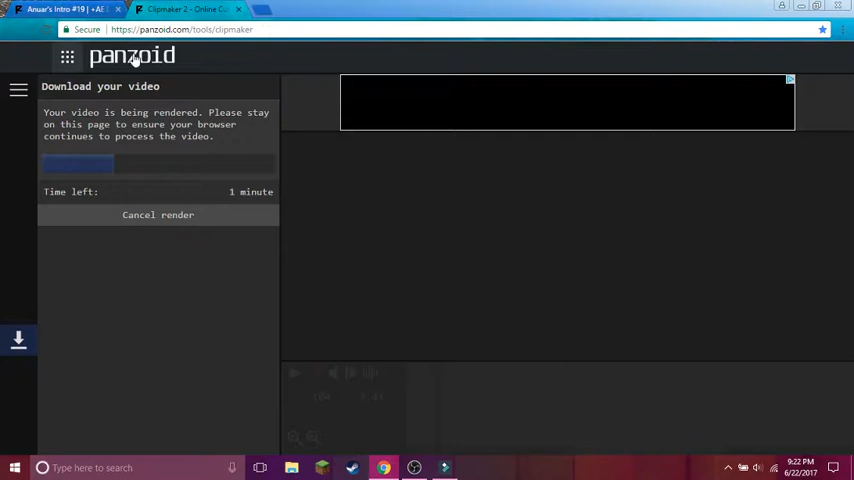 Anuar's Intro #19 | +AE
Clipmaker 2 - Online Cu
Secure
https://panzoid.com/tools/clipmaker
panzoid
Download your video
Your video is being rendered. Please stay
on this page to ensure your browser
continues to process the video.
Time left: 1 minute
Cancel render
Type here to search
9:22 PM
6/22/2017